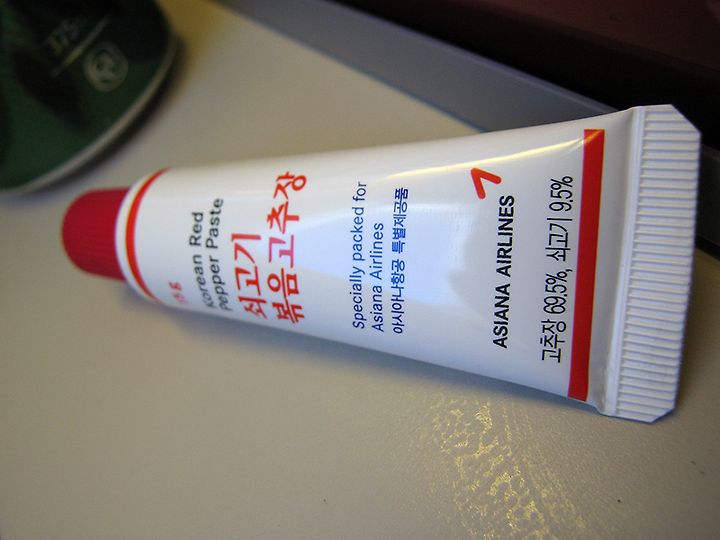 Korean Red
Pepper Paste
쇠고기
볶음고추장
Specially packed for
Asiana Airlines
아시아나항공 특별제공품
ASIANA AIRLINES
고추장 69.5%, 쇠고기 9.5%